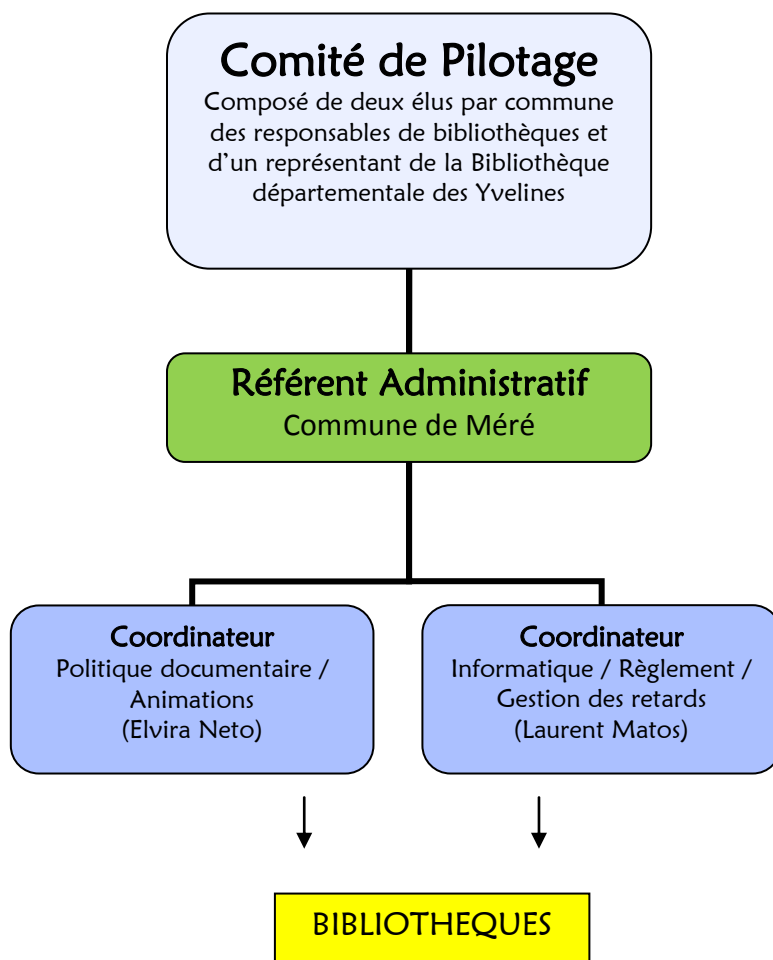 Comité de Pilotage
Composé de deux élus par commune
des responsables de bibliothèques et
d'un représentant de la Bibliothèque
départementale des Yvelines
Référent Administratif
Commune de Méré
Coordinateur
Politique documentaire /
Animations
(Elvira Neto)
Coordinateur
Informatique / Règlement /
Gestion des retards
(Laurent Matos)
BIBLIOTHEQUES